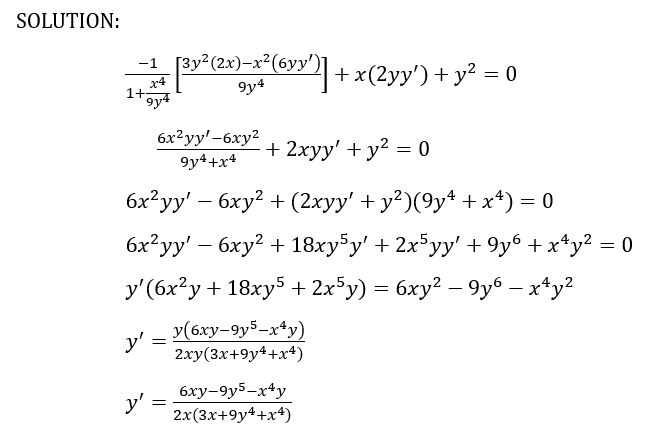 SOLUTION:
-1/(1+x⁴/9y⁴) [(3y²(2x)−x²(6yy′))/9y⁴] + x(2yy′) + y² = 0
(6x²yy′−6xy²)/(9y⁴+x⁴) + 2xyy′ + y² = 0
6x²yy′ − 6xy² + (2xyy′ + y²)(9y⁴ + x⁴) = 0
6x²yy′ − 6xy² + 18xy⁵y′ + 2x⁵yy′ + 9y⁶ + x⁴y² = 0
y′(6x²y + 18xy⁵ + 2x⁵y) = 6xy² − 9y⁶ − x⁴y²
y′ = y(6xy−9y⁵−x⁴y)/2xy(3x+9y⁴+x⁴)
y′ = (6xy−9y⁵−x⁴y)/2x(3x+9y⁴+x⁴)